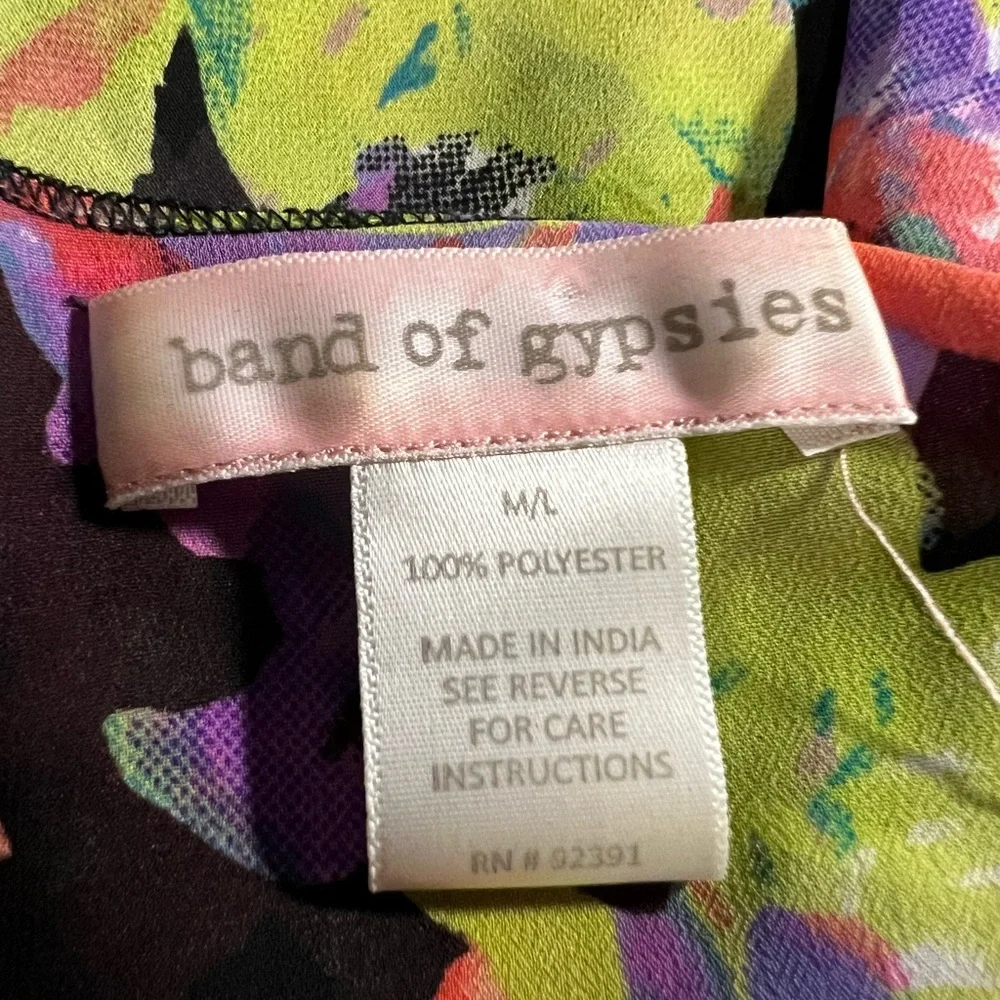 band of gypsies
M/L
100% POLYESTER
MADE IN INDIA
SEE REVERSE
FOR CARE
INSTRUCTIONS
RN # 92391